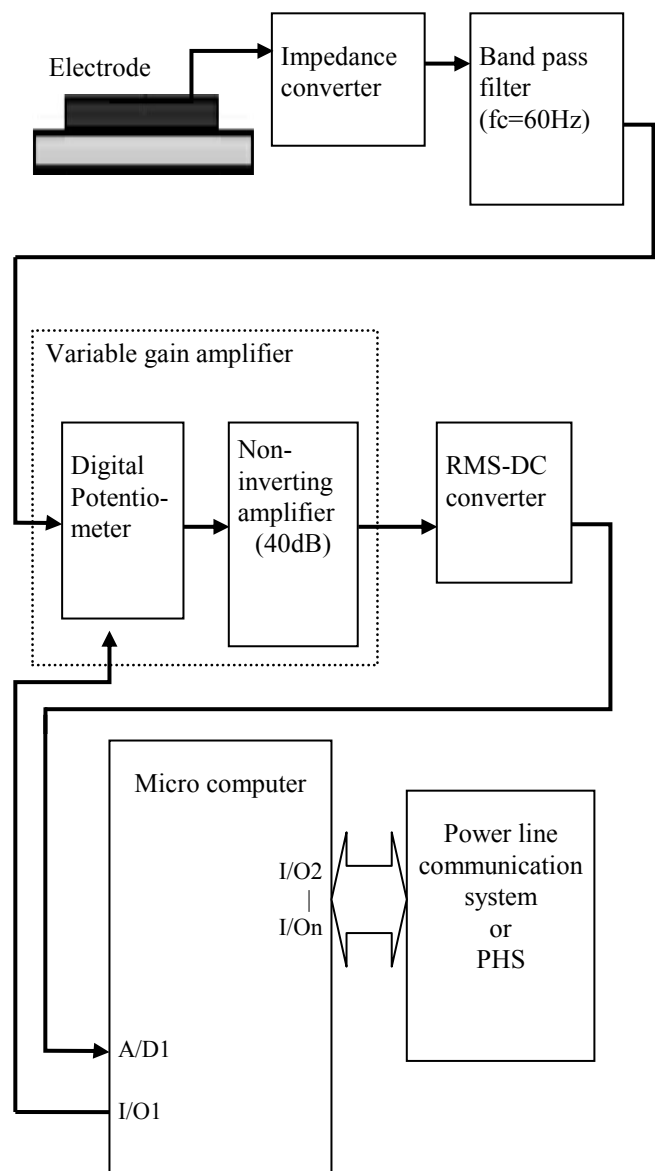 Electrode
Impedance
converter
Band pass
filter
(fc=60Hz)
Variable gain amplifier
Digital
Potentio-
meter
Non-
inverting
amplifier
(40dB)
RMS-DC
converter
Micro computer
I/O2
|
I/On
Power line
communication
system
or
PHS
A/D1
I/O1